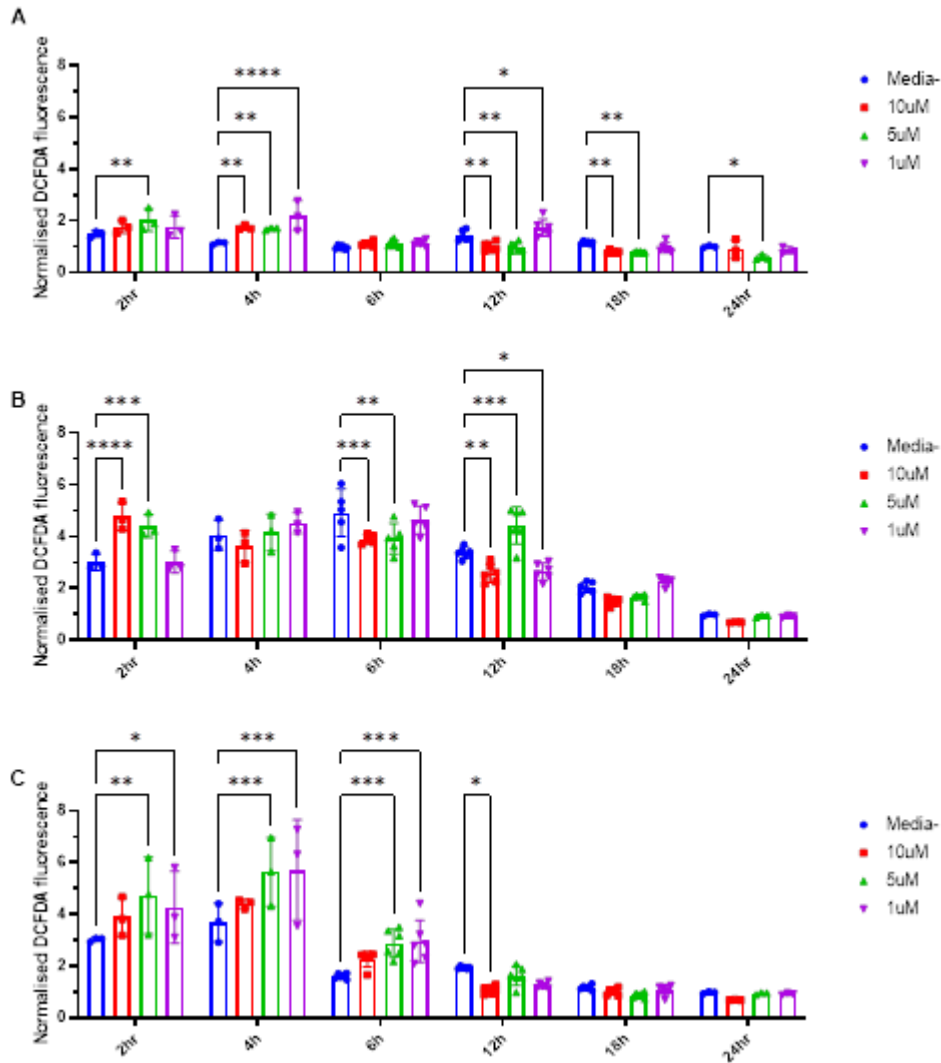 A
****
*
**
**
**
**
**
**
**
*
Normalised DCFDA fluorescence
8
6
4
2
0
2hr
4h
6h
12h
18h
24hr
Media-
10uM
5uM
1uM
B
***
****
**
***
*
***
**
Normalised DCFDA fluorescence
8
6
4
2
0
2hr
4h
6h
12h
18h
24hr
Media-
10uM
5uM
1uM
C
*
**
***
***
***
***
*
Normalised DCFDA fluorescence
8
6
4
2
0
2hr
4h
6h
12h
18h
24hr
Media-
10uM
5uM
1uM